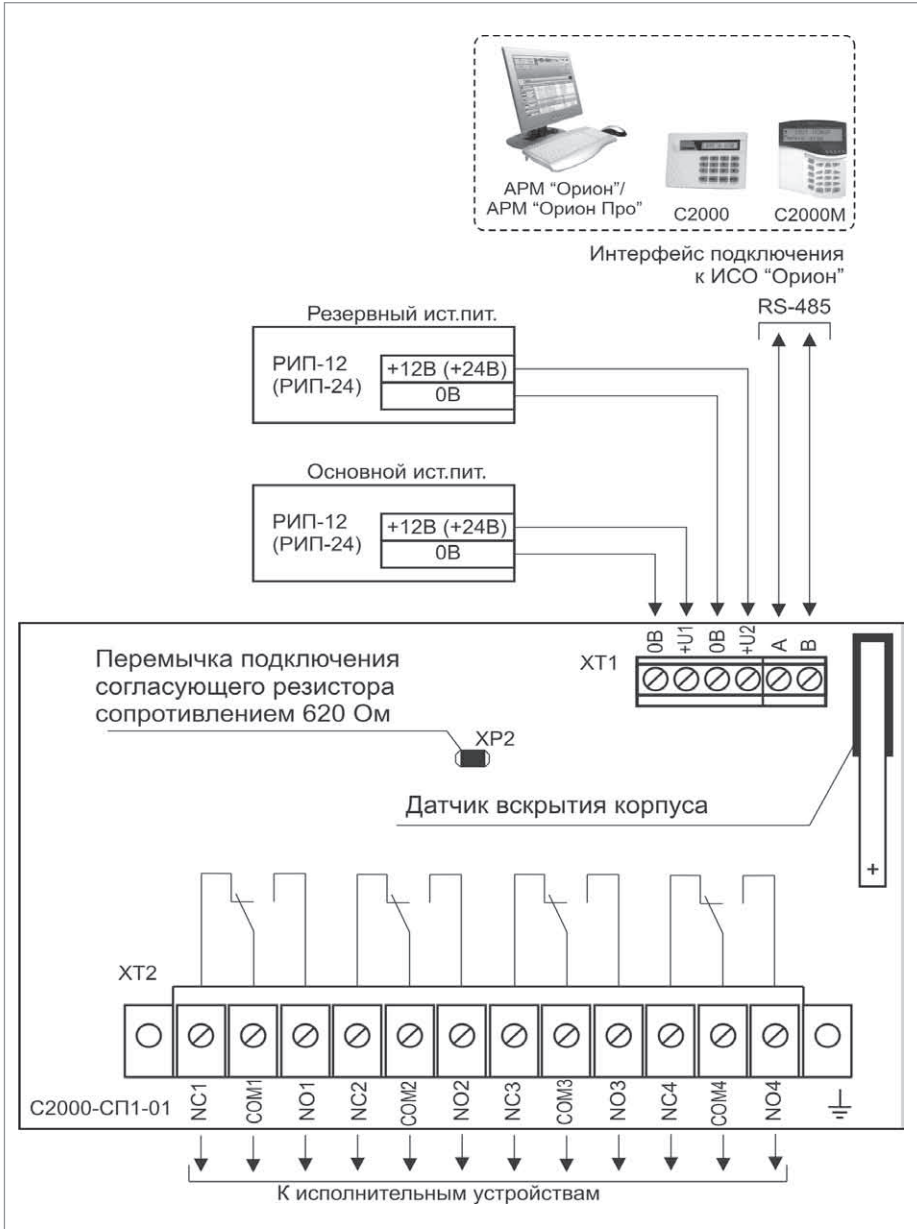 АРМ “Орион”/
АРМ “Орион Про”
С2000
С2000М
Интерфейс подключения
к ИСО “Орион”
RS-485
Резервный ист.пит.
РИП-12
(РИП-24)
+12В (+24В)
0В
Основной ист.пит.
РИП-12
(РИП-24)
+12В (+24В)
0В
XT1
0В
+U1
0В
+U2
A
B
Перемычка подключения
согласующего резистора
сопротивлением 620 Ом
XP2
Датчик вскрытия корпуса
+
XT2
С2000-СП1-01
NC1
COM1
NO1
NC2
COM2
NO2
NC3
COM3
NO3
NC4
COM4
NO4
К исполнительным устройствам